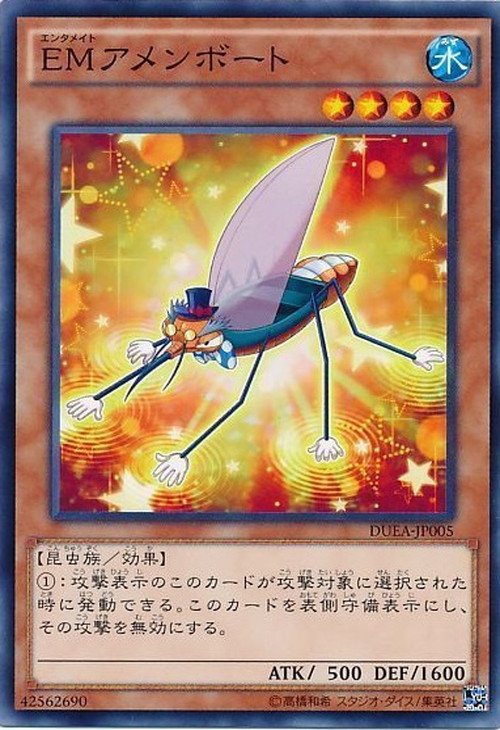 エンタメイト
EMアメンボート
みず
水
DUEA-JP005
【昆虫族／効果】
①：攻撃表示のこのカードが攻撃対象に選択された
時に発動できる。このカードを表側守備表示にし、
その攻撃を無効にする。
ATK/ 500 DEF/1600
42562690
©高橋和希 スタジオ・ダイス/集英社